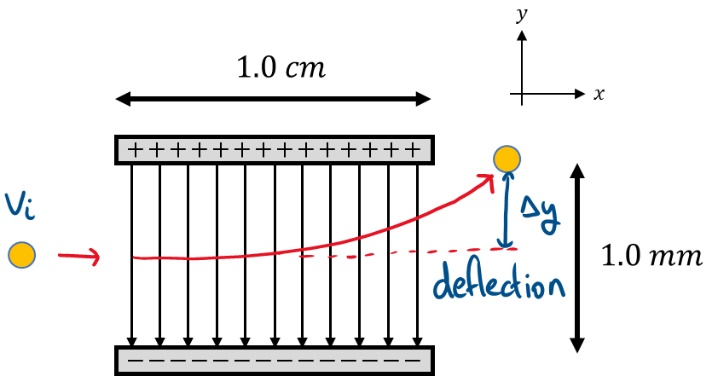 y
x
1.0 cm
+ + + + + + + + + + + + + +
Vi
Δy
1.0 mm
deflection
− − − − − − − − − − − − − −